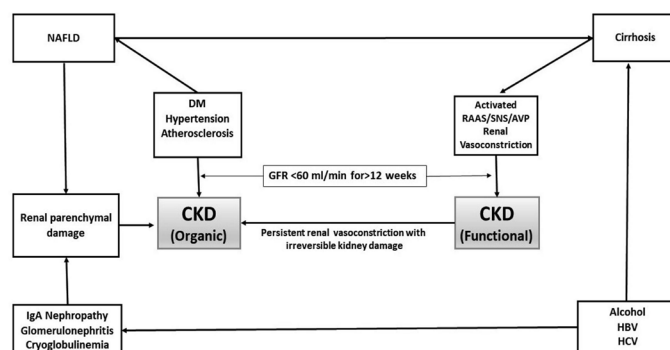 NAFLD
Cirrhosis
DM
Hypertension
Atherosclerosis
Activated
RAAS/SNS/AVP
Renal
Vasoconstriction
GFR <60 ml/min for>12 weeks
Renal parenchymal
damage
CKD
(Organic)
Persistent renal vasoconstriction with
irreversible kidney damage
CKD
(Functional)
IgA Nephropathy
Glomerulonephritis
Cryoglobulinemia
Alcohol
HBV
HCV